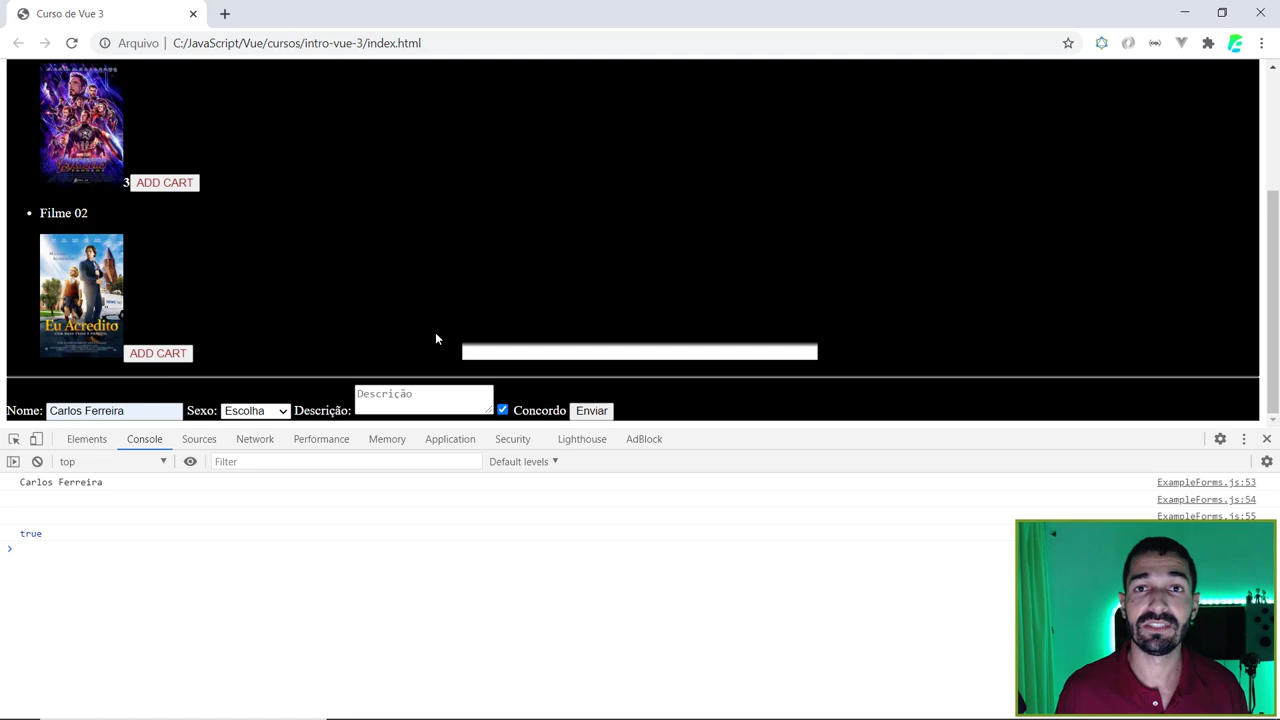 Curso de Vue 3
Arquivo C:/JavaScript/Vue/cursos/intro-vue-3/index.html
3 ADD CART
Filme 02
Eu Acredito
ADD CART
Nome: Carlos Ferreira Sexo: Escolha Descrição: Descrição Concordo Enviar
Elements Console Sources Network Performance Memory Application Security Lighthouse AdBlock
top Filter Default levels
Carlos Ferreira ExampleForms.js:53
ExampleForms.js:54
ExampleForms.js:55
true